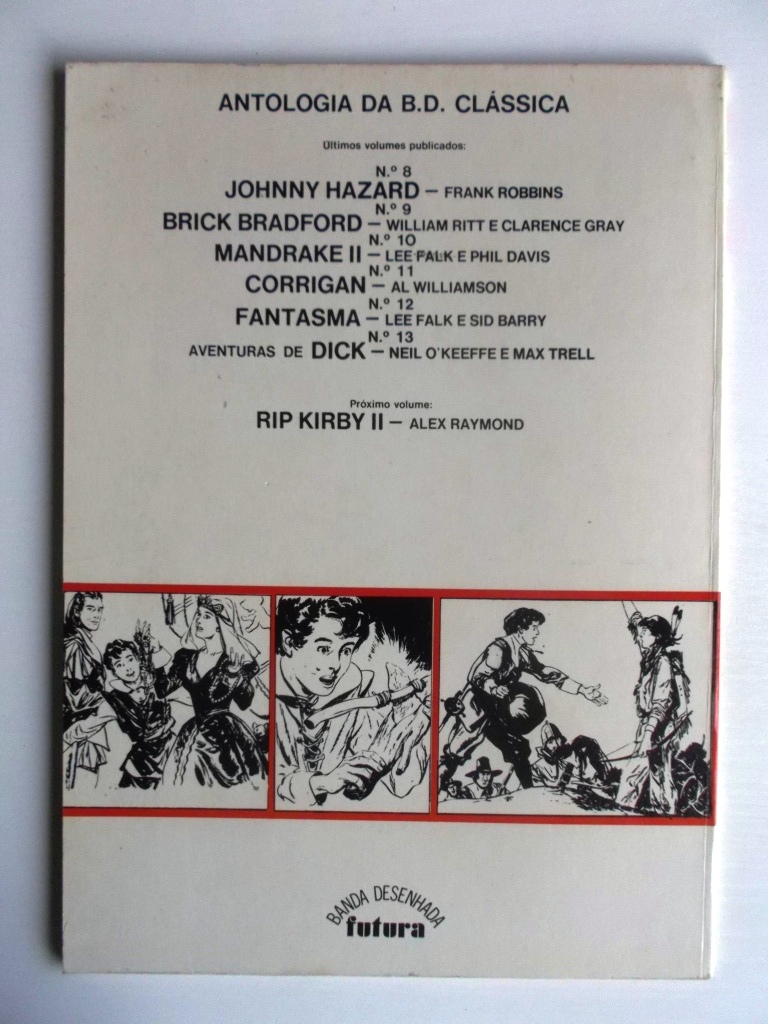 ANTOLOGIA DA B.D. CLÁSSICA
Últimos volumes publicados:
N.º 8
JOHNNY HAZARD — FRANK ROBBINS
N.º 9
BRICK BRADFORD — WILLIAM RITT E CLARENCE GRAY
N.º 10
MANDRAKE II — LEE FALK E PHIL DAVIS
N.º 11
CORRIGAN — AL WILLIAMSON
N.º 12
FANTASMA — LEE FALK E SID BARRY
N.º 13
AVENTURAS DE DICK — NEIL O'KEEFFE E MAX TRELL
Próximo volume:
RIP KIRBY II — ALEX RAYMOND
BANDA DESENHADA
futura